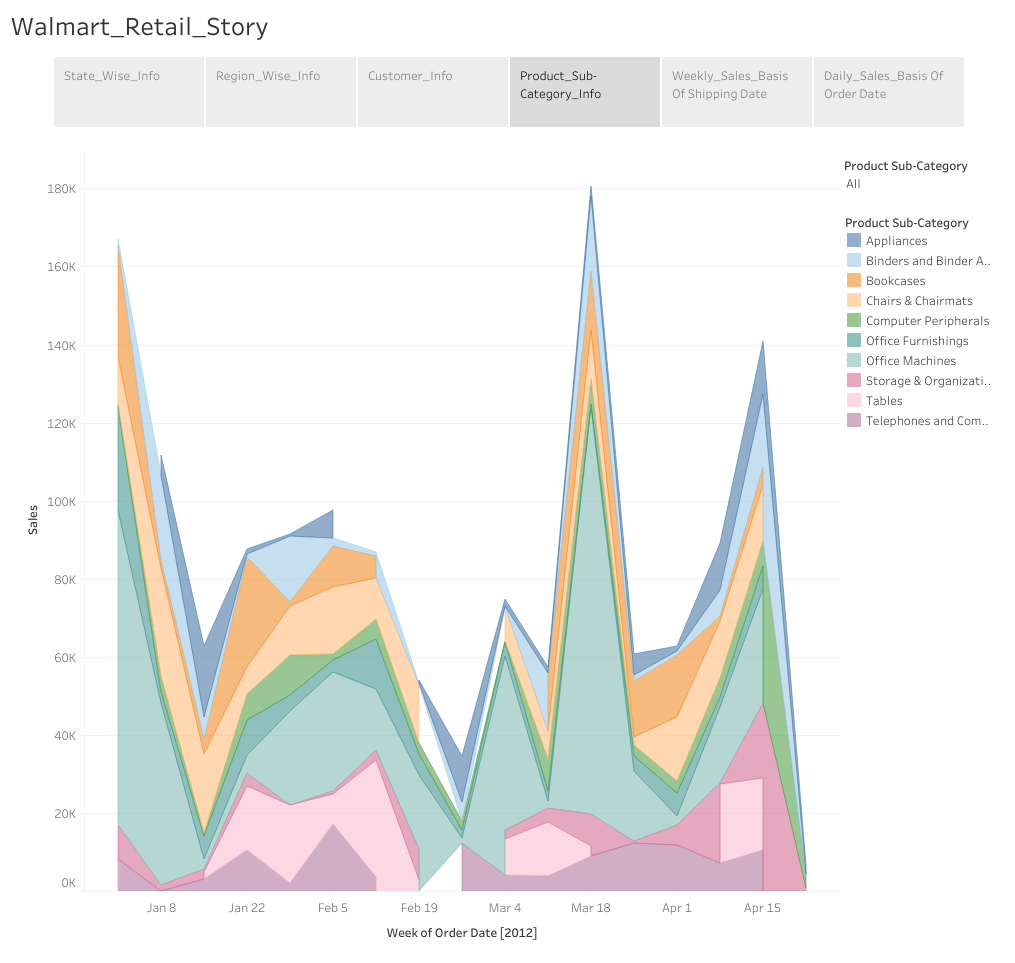 Walmart_Retail_Story
State_Wise_Info
Region_Wise_Info
Customer_Info
Product_Sub-
Category_Info
Weekly_Sales_Basis
Of Shipping Date
Daily_Sales_Basis Of
Order Date
Product Sub-Category
All
Product Sub-Category
Appliances
Binders and Binder A..
Bookcases
Chairs & Chairmats
Computer Peripherals
Office Furnishings
Office Machines
Storage & Organizati..
Tables
Telephones and Com..
180K
160K
140K
120K
100K
80K
60K
40K
20K
0K
Sales
Jan 8
Jan 22
Feb 5
Feb 19
Mar 4
Mar 18
Apr 1
Apr 15
Week of Order Date [2012]